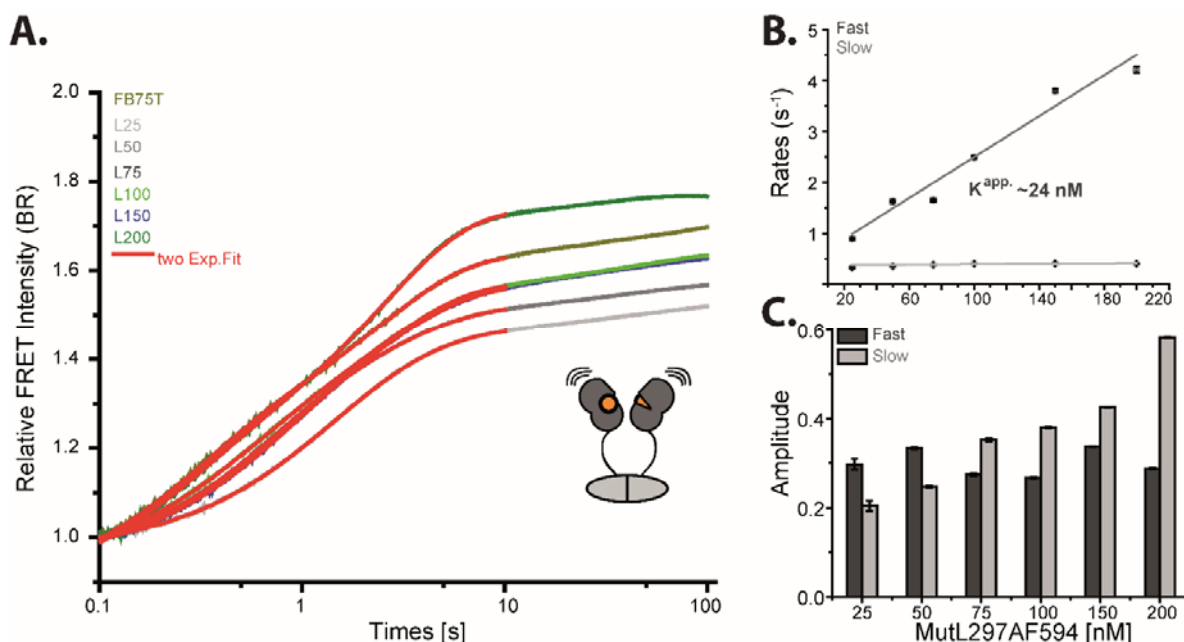 A.
Relative FRET Intensity (BR)
2.0
1.8
1.6
1.4
1.2
1.0
FB75T
L25
L50
L75
L100
L150
L200
two Exp.Fit
0.1
1
10
100
Times [s]
B.
Fast
Slow
Rates (s⁻¹)
5
4
3
2
1
K^app. ~24 nM
20
60
100
140
180
220
C.
Fast
Slow
Amplitude
0.6
0.4
0.2
0.0
25
50
75
100
150
200
MutL297AF594 [nM]